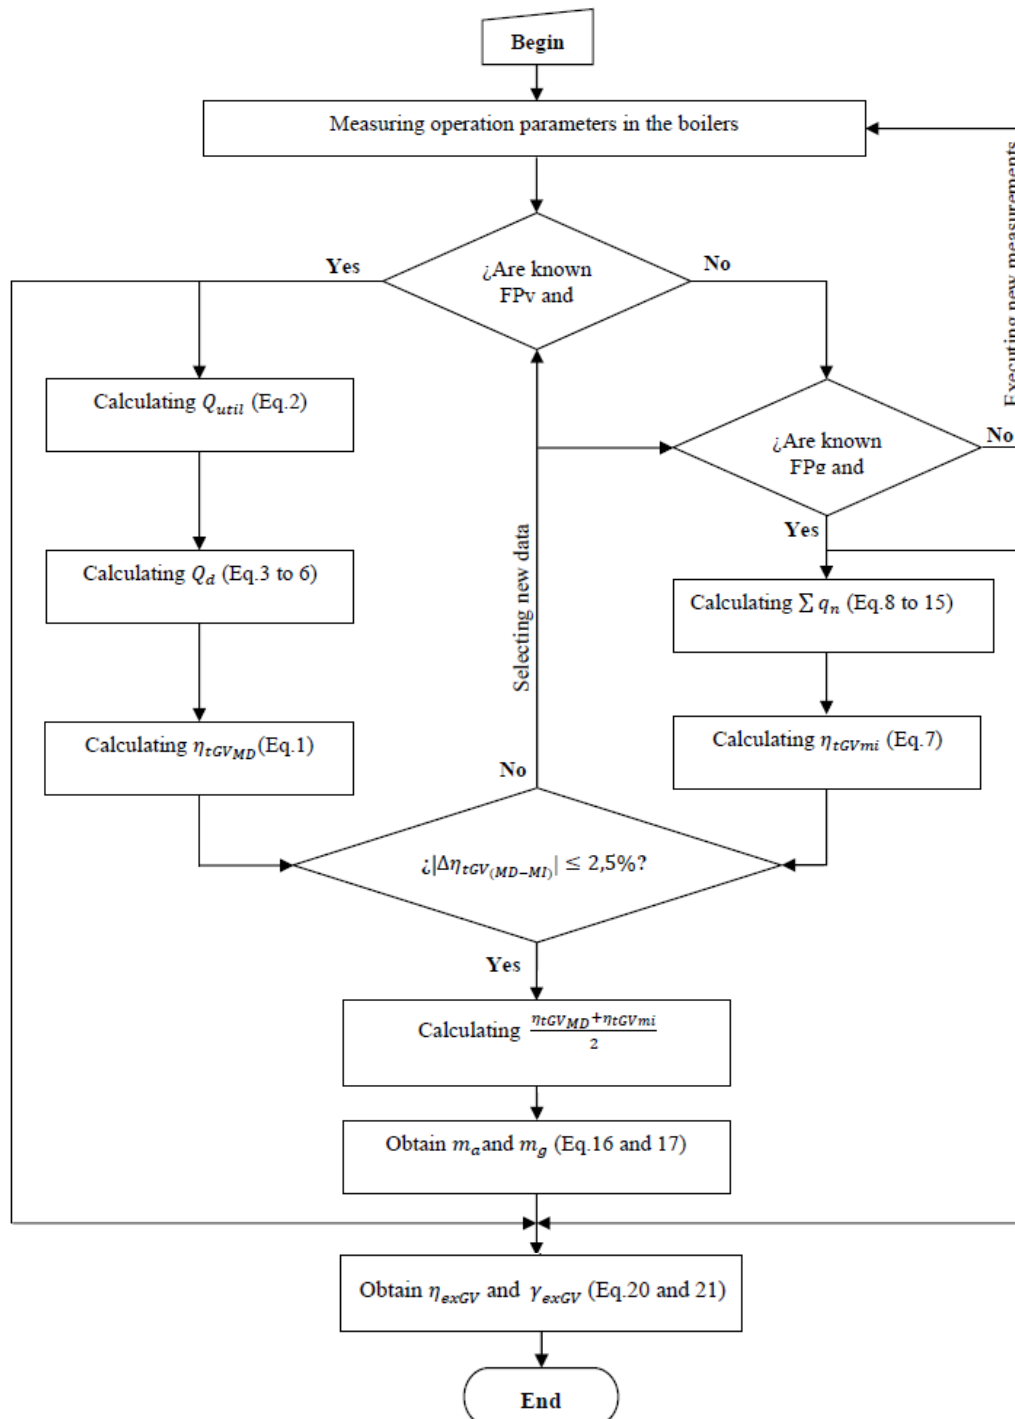 Begin
Measuring operation parameters in the boilers
Executing new measurements
Yes
No
¿Are known
FPv and
Calculating Q_util (Eq.2)
¿Are known
FPg and
No
Yes
Selecting new data
Calculating Q_d (Eq.3 to 6)
Calculating ∑ q_n (Eq.8 to 15)
Calculating η_tGV_MD (Eq.1)
Calculating η_tGVmi (Eq.7)
No
¿|Δη_tGV_(MD−MI)| ≤ 2,5%?
Yes
Calculating (η_tGV_MD + η_tGVmi)/2
Obtain m_a and m_g (Eq.16 and 17)
Obtain η_exGV and γ_exGV (Eq.20 and 21)
End